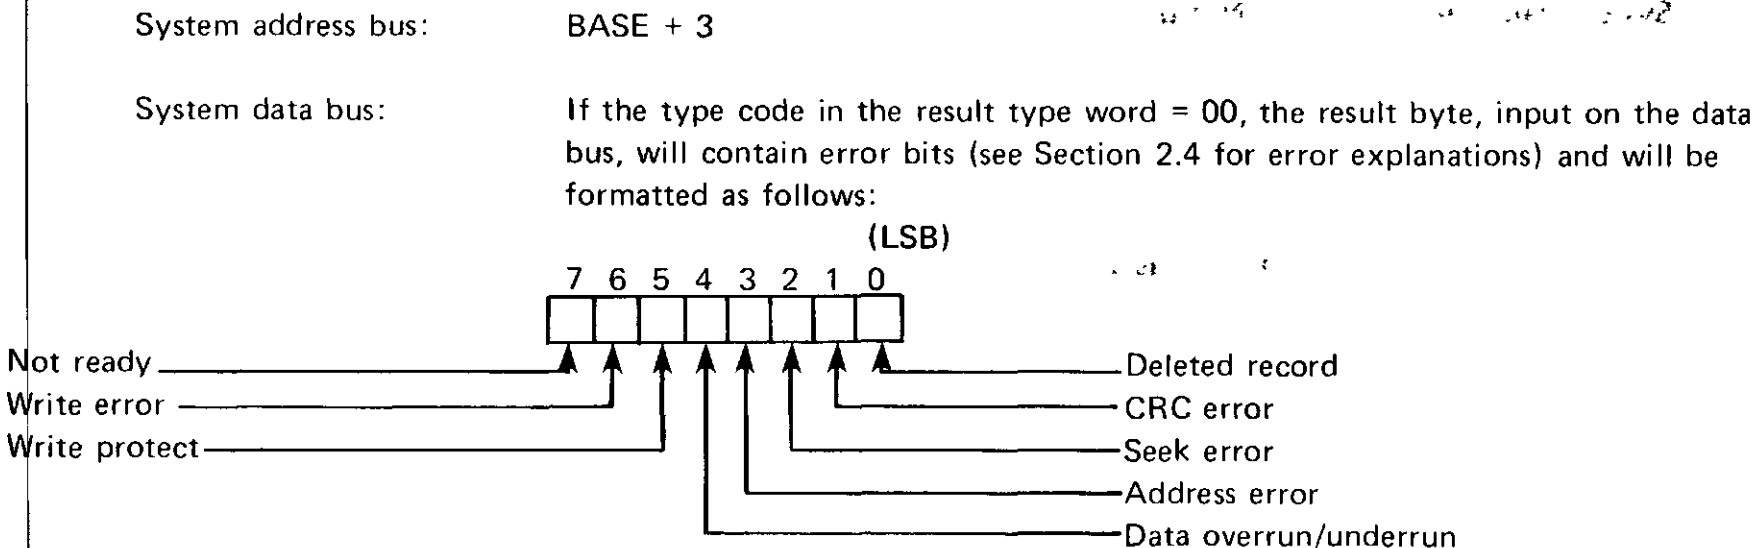 System address bus: BASE + 3
System data bus: If the type code in the result type word = 00, the result byte, input on the data
bus, will contain error bits (see Section 2.4 for error explanations) and will be
formatted as follows:
(LSB)
7 6 5 4 3 2 1 0
Not ready Deleted record
Write error CRC error
Write protect Seek error
Address error
Data overrun/underrun